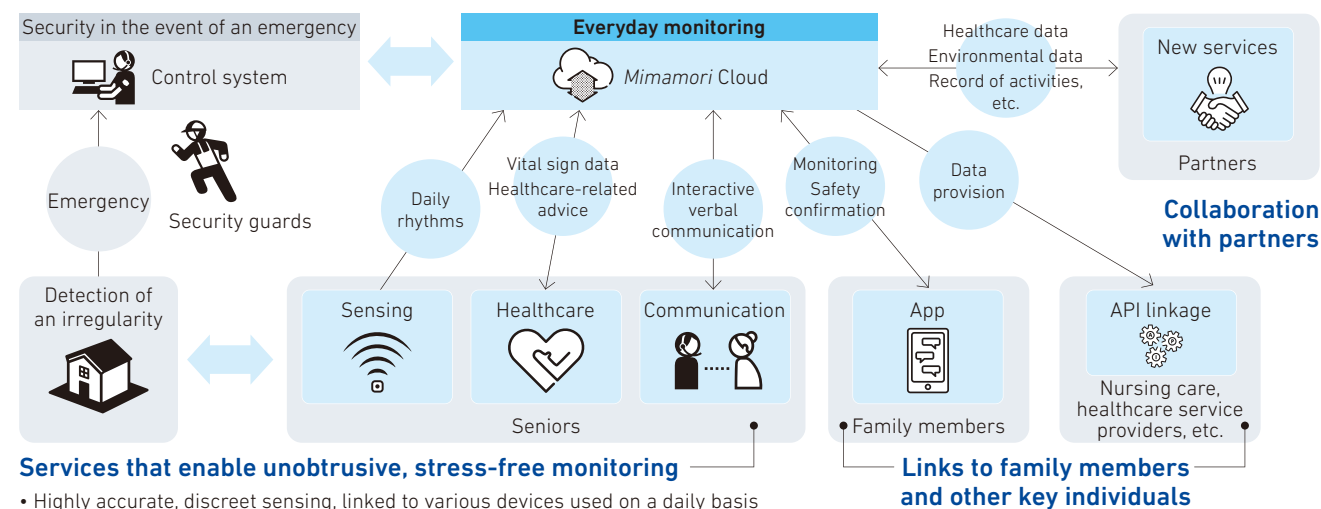 Security in the event of an emergency
Control system
Everyday monitoring
Mimamori Cloud
Healthcare data
Environmental data
Record of activities,
etc.
New services
Partners
Collaboration
with partners
Emergency
Security guards
Daily
rhythms
Vital sign data
Healthcare-related
advice
Interactive
verbal
communication
Monitoring
Safety
confirmation
Data
provision
Detection of
an irregularity
Sensing
Healthcare
Communication
Seniors
App
Family members
API linkage
A
P
I
Nursing care,
healthcare service
providers, etc.
Services that enable unobtrusive, stress-free monitoring
• Highly accurate, discreet sensing, linked to various devices used on a daily basis
Links to family members
and other key individuals